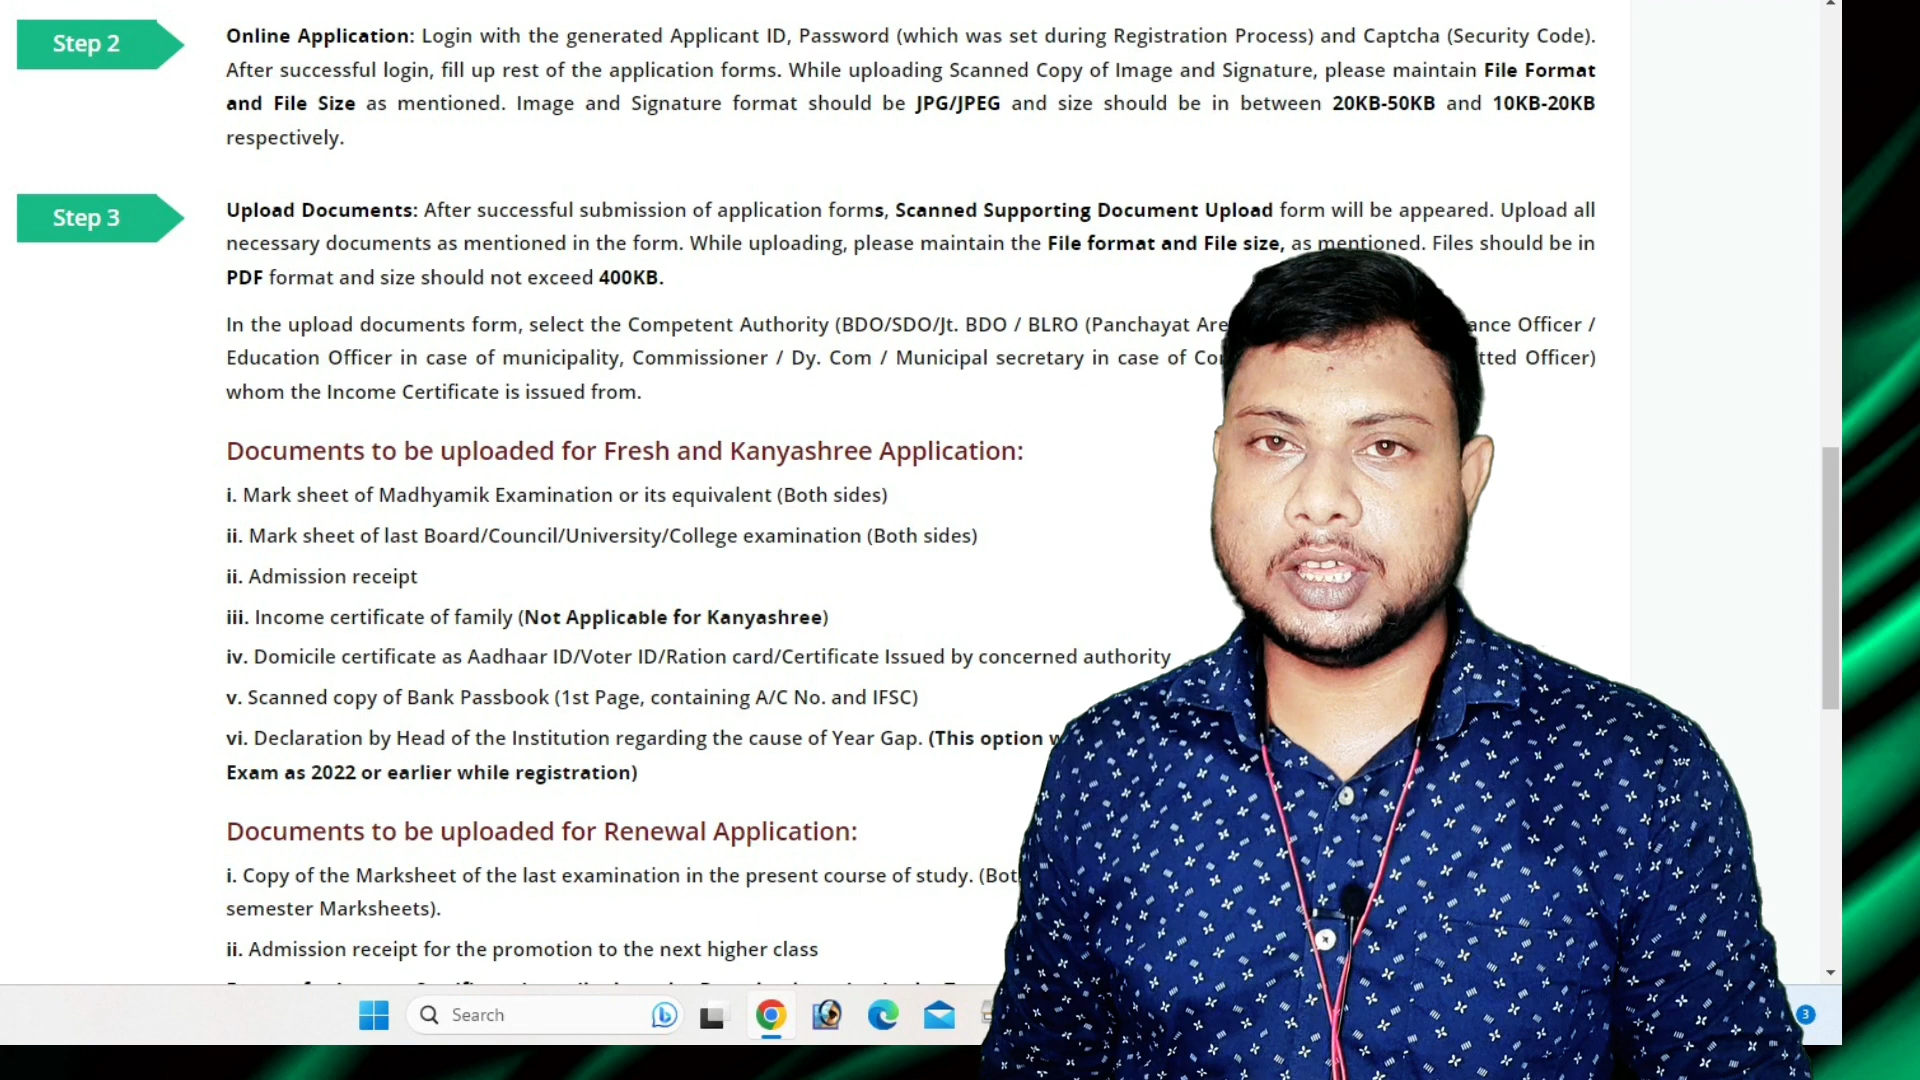 Step 2
Online Application: Login with the generated Applicant ID, Password (which was set during Registration Process) and Captcha (Security Code).
After successful login, fill up rest of the application forms. While uploading Scanned Copy of Image and Signature, please maintain File Format
and File Size as mentioned. Image and Signature format should be JPG/JPEG and size should be in between 20KB-50KB and 10KB-20KB
respectively.
Step 3
Upload Documents: After successful submission of application forms, Scanned Supporting Document Upload form will be appeared. Upload all
necessary documents as mentioned in the form. While uploading, please maintain the File format and File size, as mentioned. Files should be in
PDF format and size should not exceed 400KB.
In the upload documents form, select the Competent Authority (BDO/SDO/Jt. BDO / BLRO (Panchayat Officer /
Education Officer in case of municipality, Commissioner / Dy. Com / Municipal secretary in case of Officer)
whom the Income Certificate is issued from.
Documents to be uploaded for Fresh and Kanyashree Application:
i. Mark sheet of Madhyamik Examination or its equivalent (Both sides)
ii. Mark sheet of last Board/Council/University/College examination (Both sides)
ii. Admission receipt
iii. Income certificate of family (Not Applicable for Kanyashree)
iv. Domicile certificate as Aadhaar ID/Voter ID/Ration card/Certificate Issued by concerned authority
v. Scanned copy of Bank Passbook (1st Page, containing A/C No. and IFSC)
vi. Declaration by Head of the Institution regarding the cause of Year Gap. (This option
Exam as 2022 or earlier while registration)
Documents to be uploaded for Renewal Application:
i. Copy of the Marksheet of the last examination in the present course of study.
semester Marksheets).
ii. Admission receipt for the promotion to the next higher class
Search
3